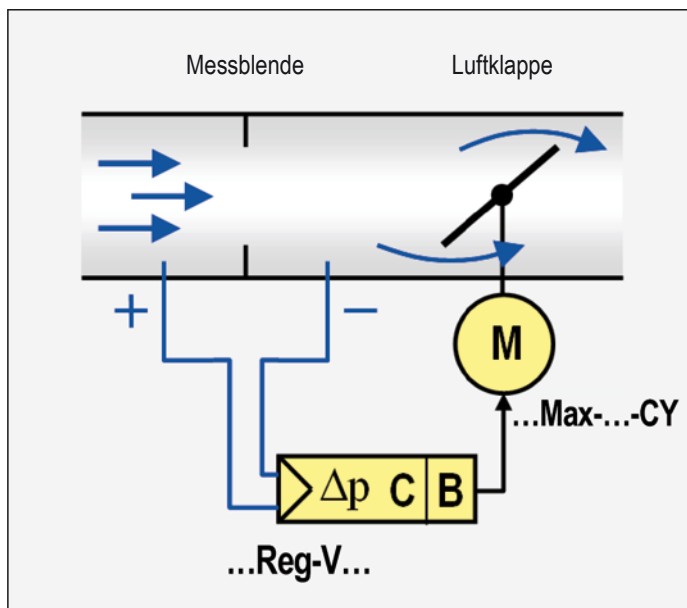 Messblende Luftklappe
+ −
M
...Max-...-CY
Δp C B
...Reg-V...